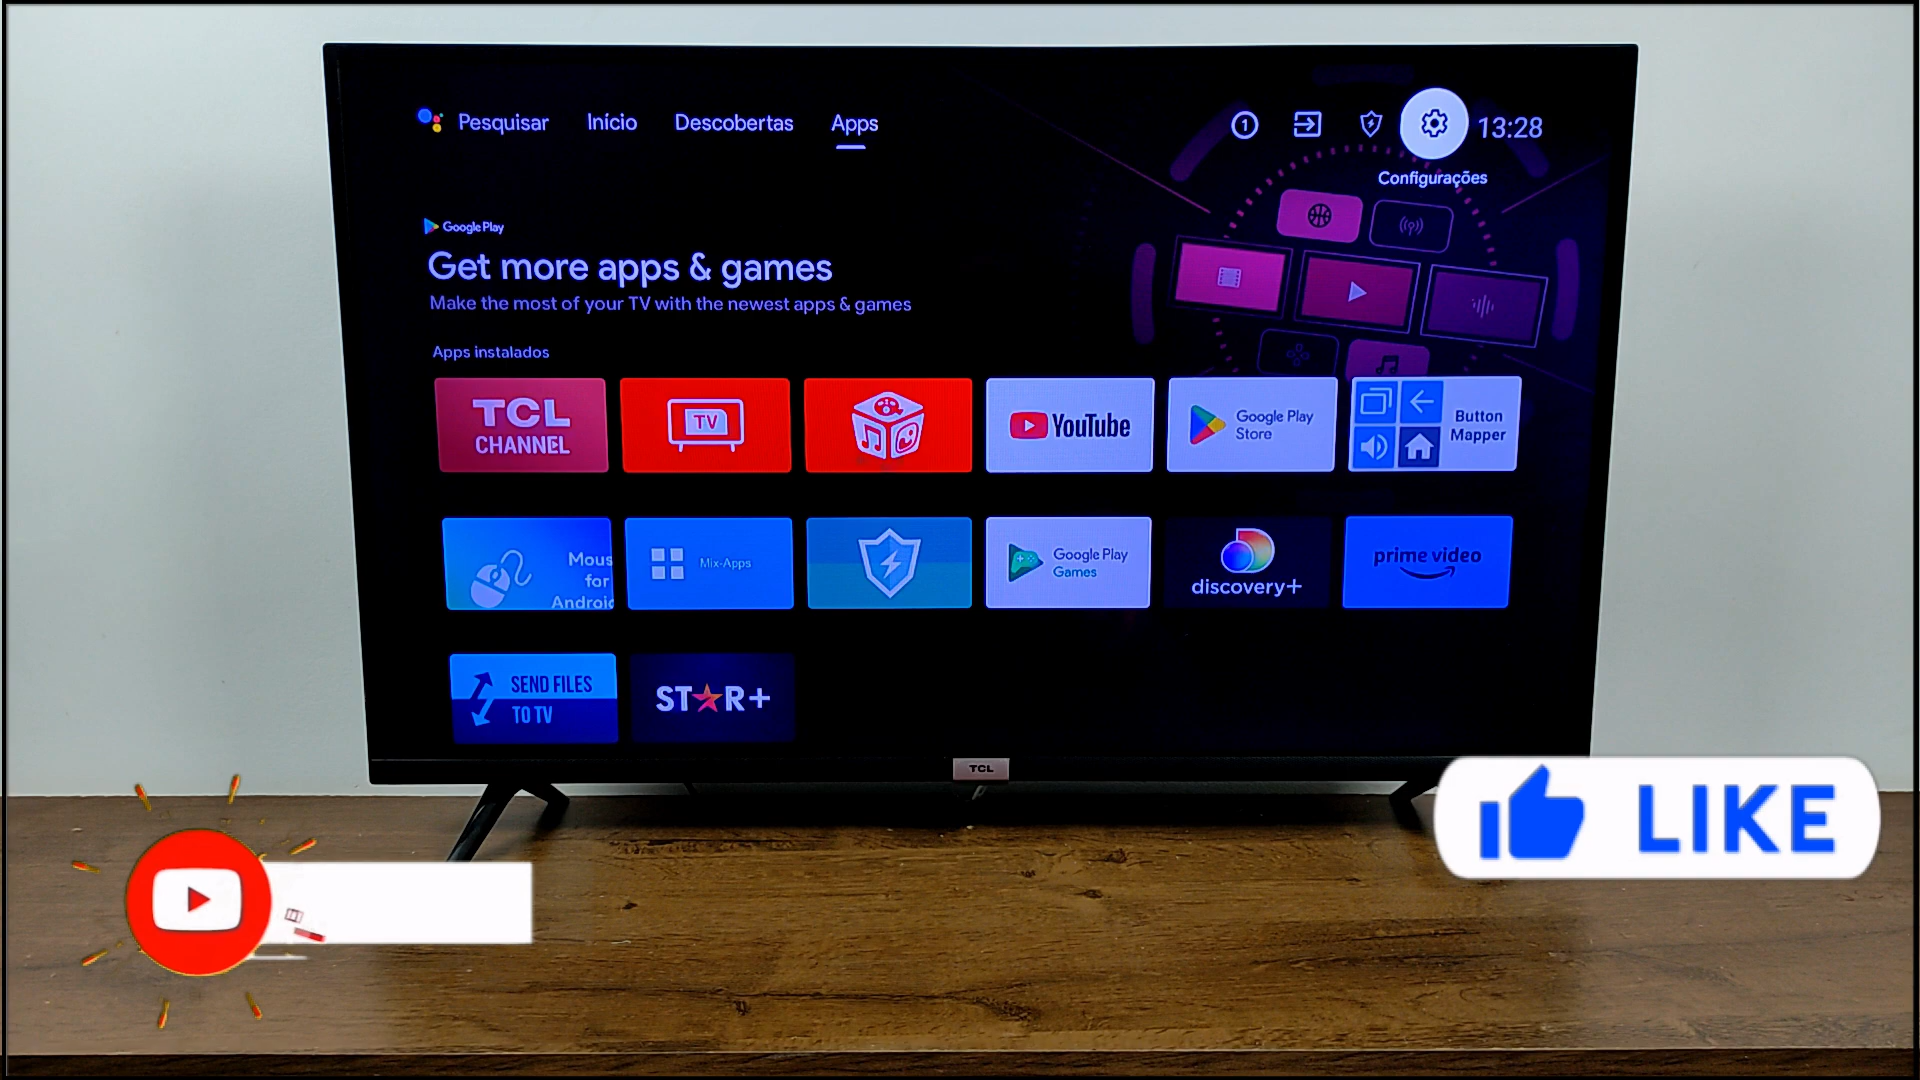 Pesquisar Início Descobertas Apps
1
13:28
Configurações
Google Play
Get more apps & games
Make the most of your TV with the newest apps & games
Apps instalados
TCL
CHANNEL
TV
YouTube
Google Play
Store
Button
Mapper
Mous
for
Android
Mix-Apps
Google Play
Games
discovery+
prime video
SEND FILES
TO TV
STAR+
TCL
LIKE